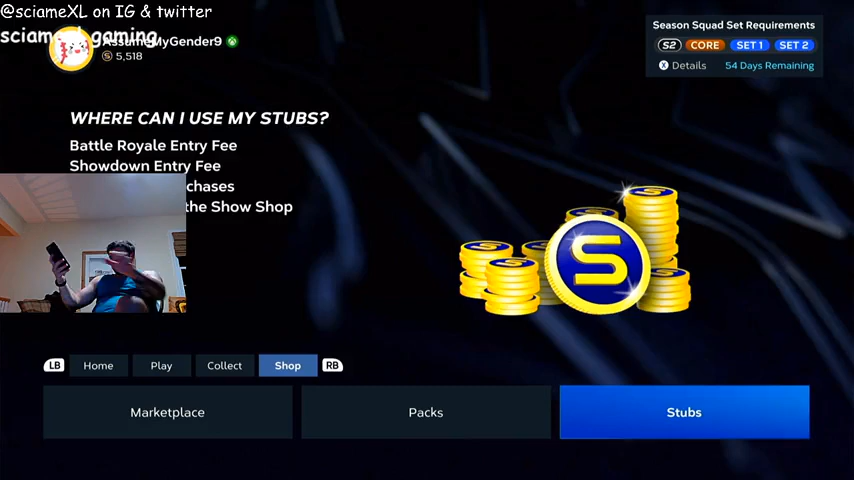 @sciameXL on IG & twitter
sciamexl gaming
AssumeMyGender9
S 5,518
Season Squad Set Requirements
S2 CORE SET 1 SET 2
X Details 54 Days Remaining
WHERE CAN I USE MY STUBS?
Battle Royale Entry Fee
Showdown Entry Fee
chases
the Show Shop
S
LB Home Play Collect Shop RB
Marketplace Packs Stubs